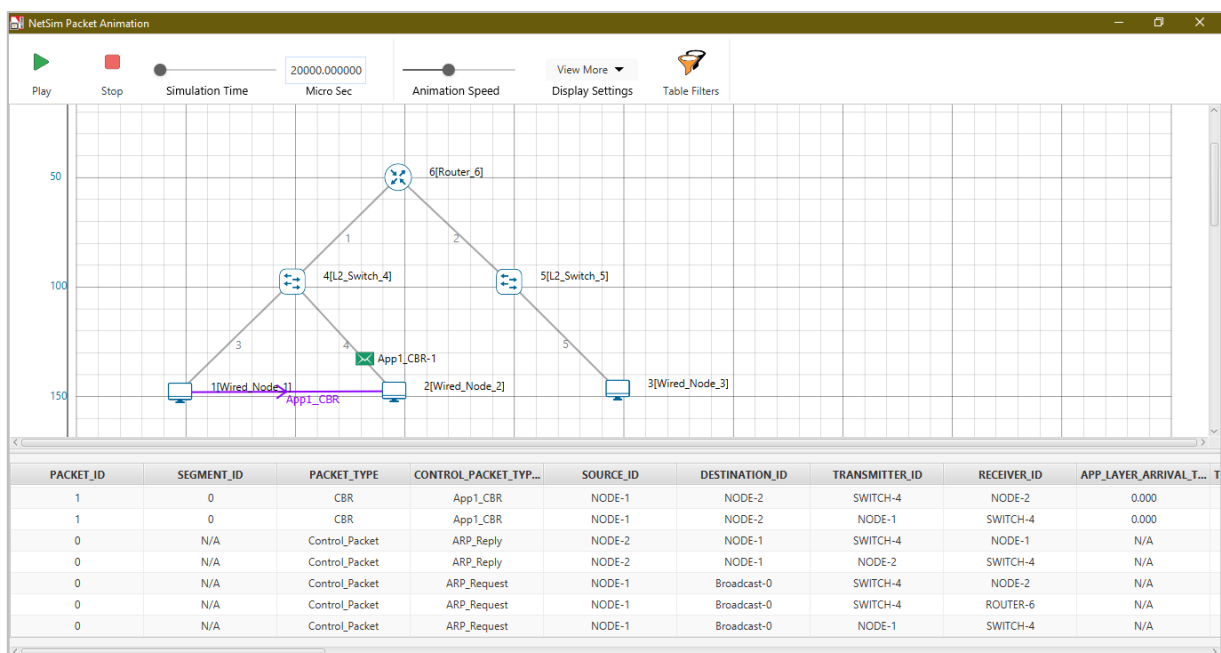 NetSim Packet Animation
Play
Stop
Simulation Time
20000.000000
Micro Sec
Animation Speed
View More
Display Settings
Table Filters
50
6[Router_6]
1
2
4[L2_Switch_4]
5[L2_Switch_5]
100
3
4
5
App1_CBR-1
1[Wired_Node_1]
2[Wired_Node_2]
3[Wired_Node_3]
150
App1_CBR
PACKET_ID SEGMENT_ID PACKET_TYPE CONTROL_PACKET_TYP... SOURCE_ID DESTINATION_ID TRANSMITTER_ID RECEIVER_ID APP_LAYER_ARRIVAL_T... T
1 0 CBR App1_CBR NODE-1 NODE-2 SWITCH-4 NODE-2 0.000
1 0 CBR App1_CBR NODE-1 NODE-2 NODE-1 SWITCH-4 0.000
0 N/A Control_Packet ARP_Reply NODE-2 NODE-1 SWITCH-4 NODE-1 N/A
0 N/A Control_Packet ARP_Reply NODE-2 NODE-1 NODE-2 SWITCH-4 N/A
0 N/A Control_Packet ARP_Request NODE-1 Broadcast-0 SWITCH-4 NODE-2 N/A
0 N/A Control_Packet ARP_Request NODE-1 Broadcast-0 SWITCH-4 ROUTER-6 N/A
0 N/A Control_Packet ARP_Request NODE-1 Broadcast-0 NODE-1 SWITCH-4 N/A